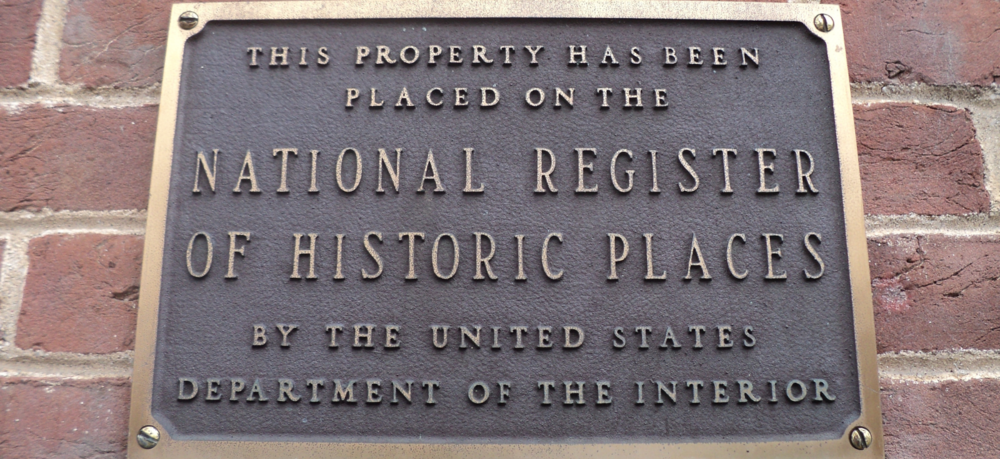 THIS PROPERTY HAS BEEN
PLACED ON THE
NATIONAL REGISTER
OF HISTORIC PLACES
BY THE UNITED STATES
DEPARTMENT OF THE INTERIOR